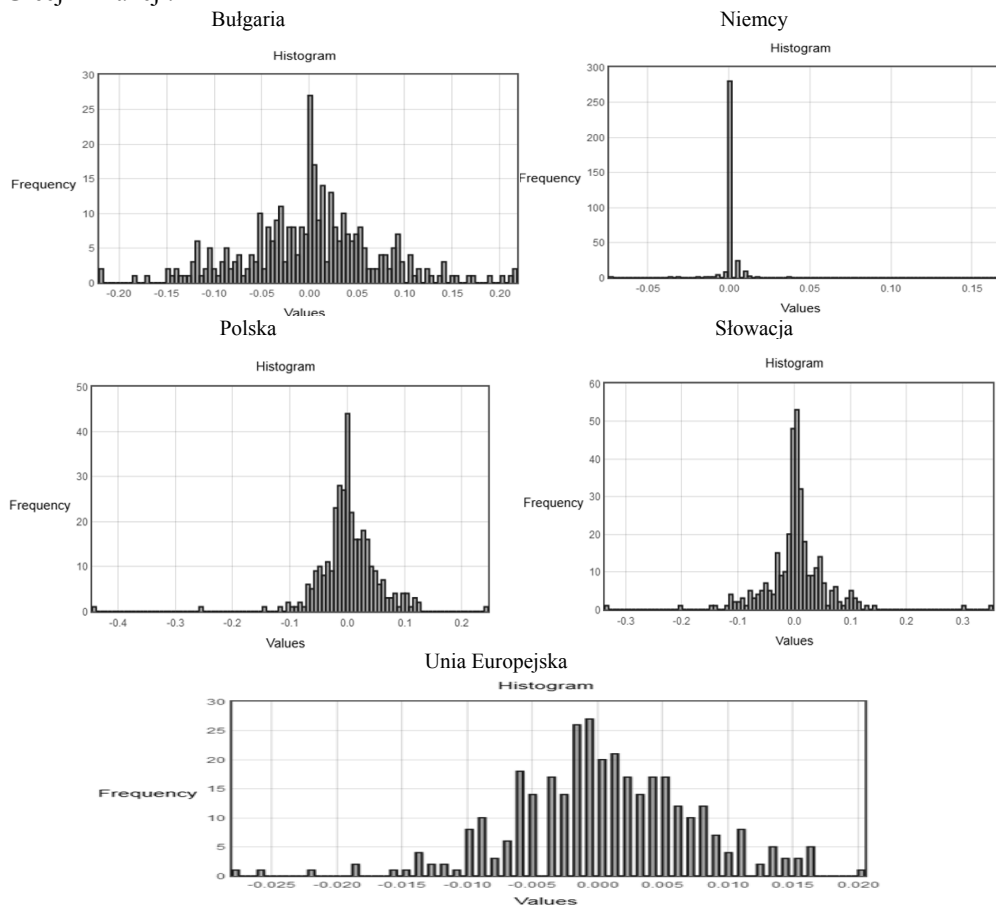 Bułgaria
Niemcy
Histogram
Histogram
30
25
20
15
10
5
0
Frequency
-0.20 -0.15 -0.10 -0.05 0.00 0.05 0.10 0.15 0.20
Values
300
250
200
150
100
50
0
Frequency
-0.05 0.00 0.05 0.10 0.15
Values
Polska
Słowacja
Histogram
Histogram
50
40
30
20
10
0
Frequency
-0.4 -0.3 -0.2 -0.1 0.0 0.1 0.2
Values
60
50
40
30
20
10
0
Frequency
-0.3 -0.2 -0.1 0.0 0.1 0.2 0.3
Values
Unia Europejska
Histogram
30
25
20
15
10
5
0
Frequency
-0.025 -0.020 -0.015 -0.010 -0.005 0.000 0.005 0.010 0.015 0.020
Values